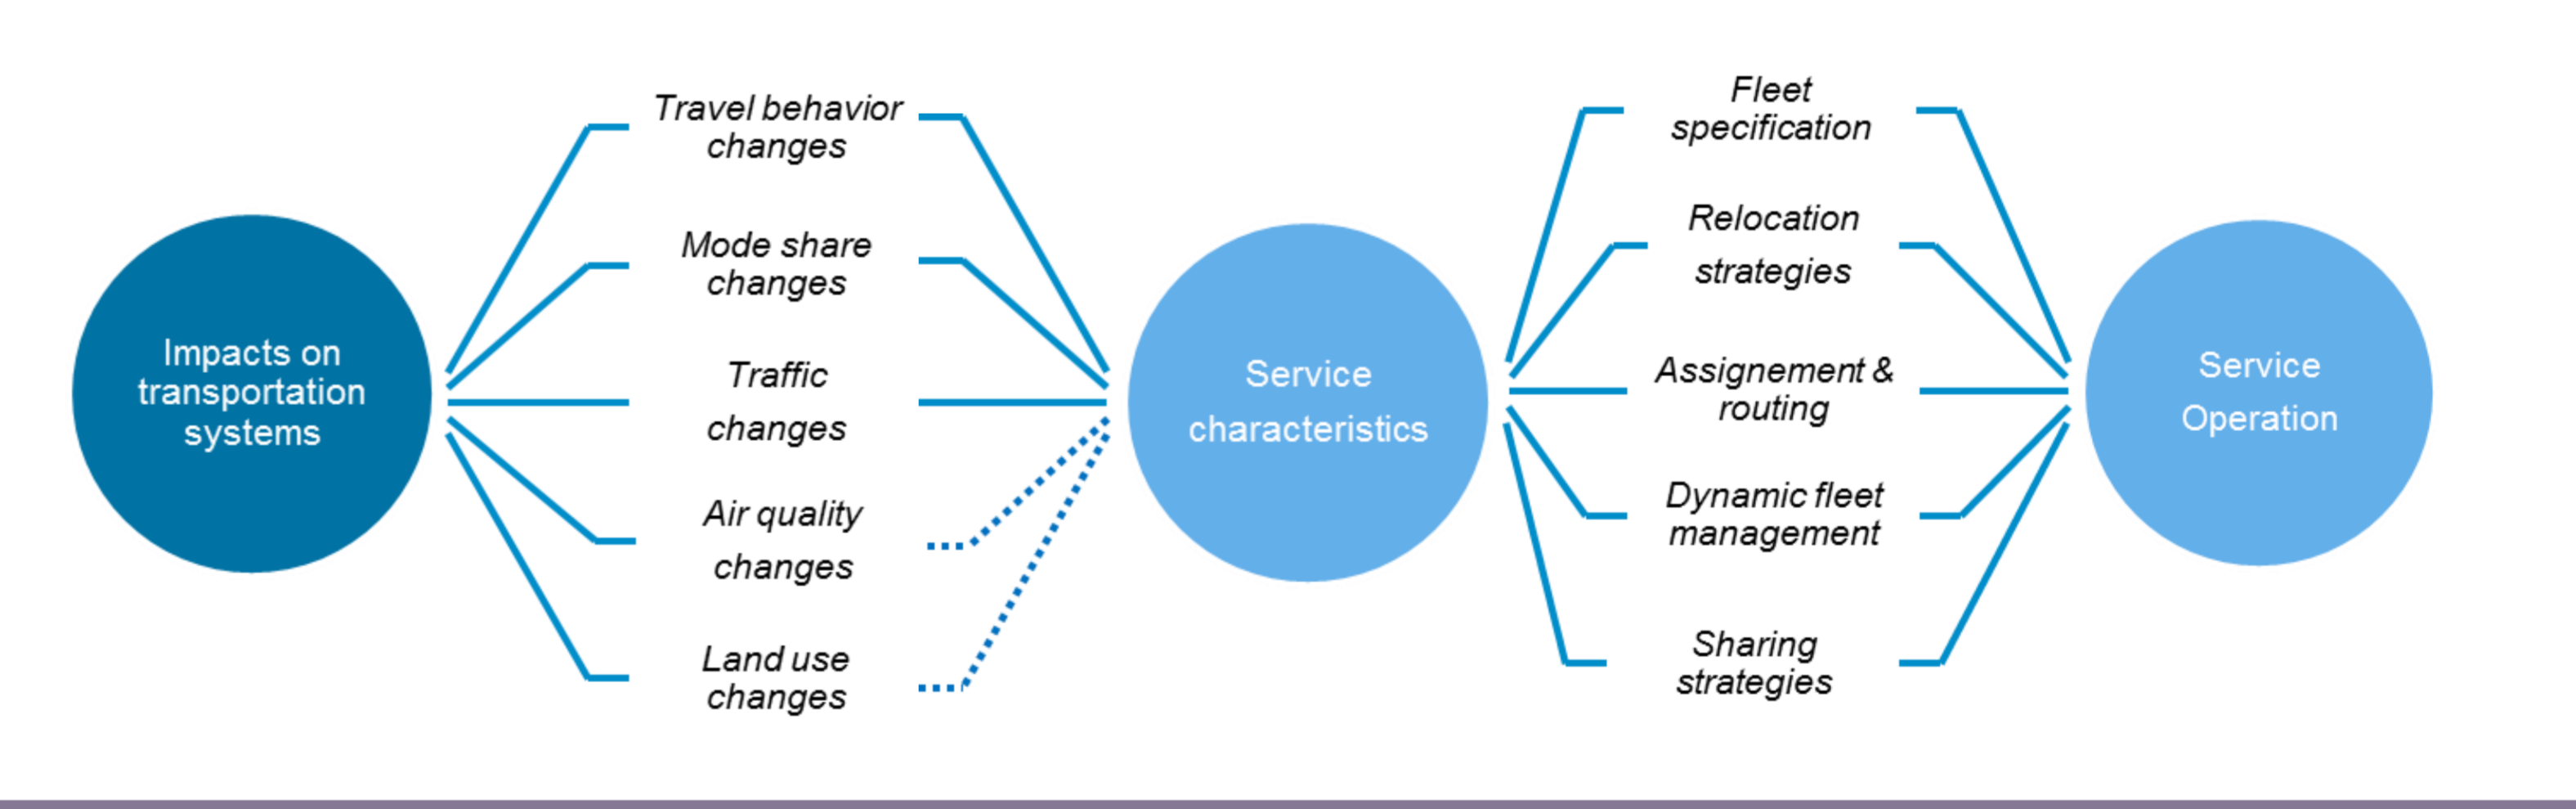 Impacts on
transportation
systems
Travel behavior
changes
Mode share
changes
Traffic
changes
Air quality
changes
Land use
changes
Service
characteristics
Fleet
specification
Relocation
strategies
Assignement &
routing
Dynamic fleet
management
Sharing
strategies
Service
Operation